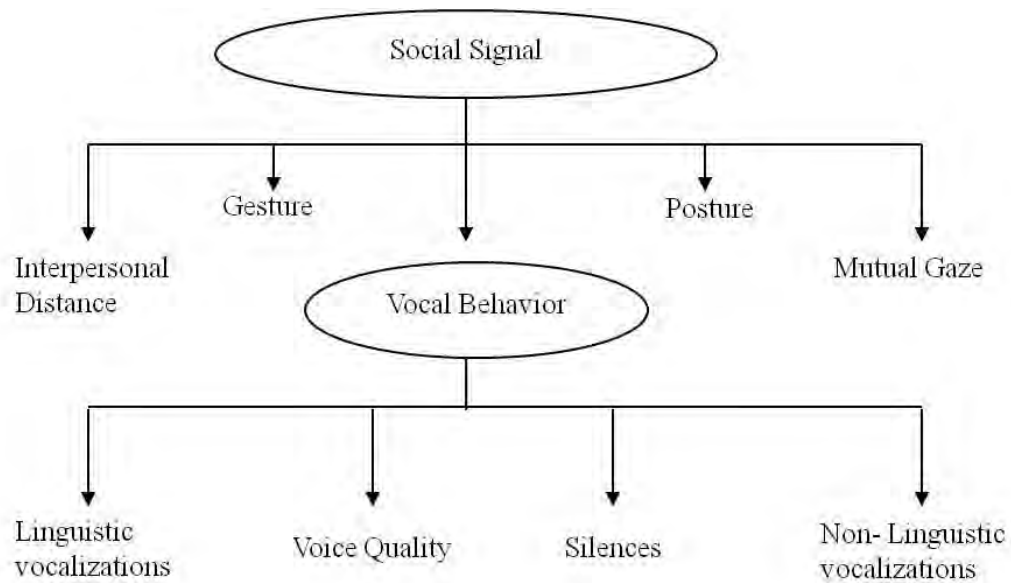 Social Signal
Gesture
Posture
Interpersonal
Distance
Mutual Gaze
Vocal Behavior
Linguistic
vocalizations
Voice Quality
Silences
Non- Linguistic
vocalizations